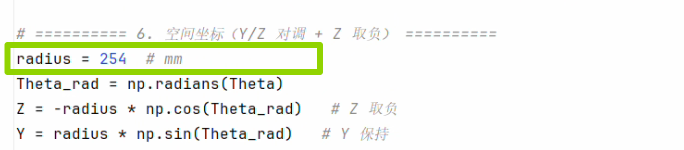 # ========== 6. 空间坐标（Y/Z 对调 + Z 取负） ==========
radius = 254  # mm
Theta_rad = np.radians(Theta)
Z = -radius * np.cos(Theta_rad)   # Z 取负
Y = radius * np.sin(Theta_rad)   # Y 保持